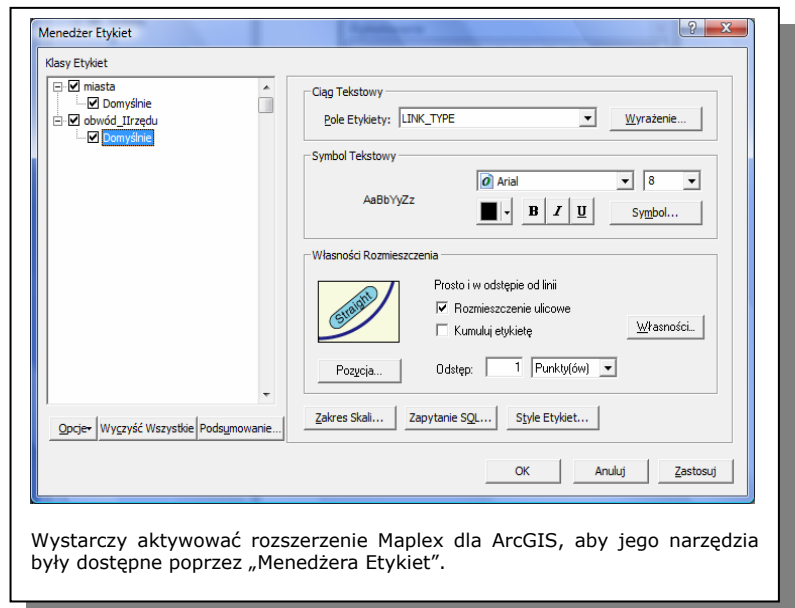 Menedżer Etykiet
Klasy Etykiet
miasta
Domyślnie
obwód_IIrzędu
Domyślnie
Opcje
Wyczyść Wszystkie
Podsumowanie...
Ciąg Tekstowy
Pole Etykiety:
LINK_TYPE
Wyrażenie...
Symbol Tekstowy
AaBbYyZz
Arial
8
B I U
Symbol...
Własności Rozmieszczenia
Straight
Prosto i w odstępie od linii
Rozmieszczenie ulicowe
Kumuluj etykietę
Własności...
Pozycja...
Odstęp:
1
Punkty(ów)
Zakres Skali...
Zapytanie SQL...
Style Etykiet...
OK
Anuluj
Zastosuj
Wystarczy aktywować rozszerzenie Maplex dla ArcGIS, aby jego narzędzia
były dostępne poprzez „Menedżera Etykiet”.